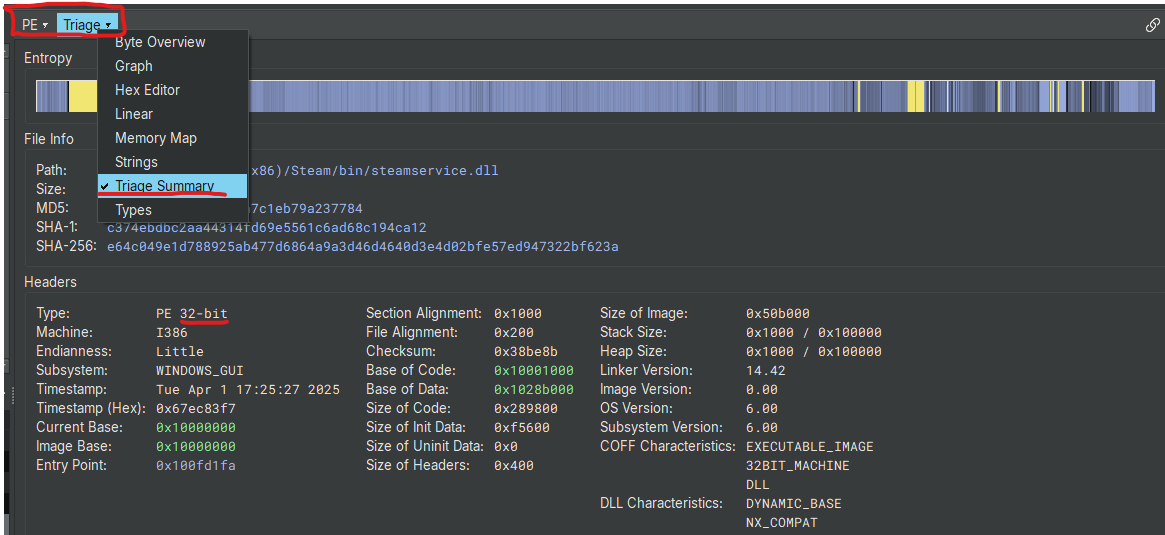 PE ▾ Triage ▾
Byte Overview
Entropy
Graph
Hex Editor
Linear
File Info
Memory Map
Strings
Path: x86)/Steam/bin/steamservice.dll
Size:
✔ Triage Summary
MD5: 7c1eb79a237784
Types
SHA-1: c374ebdbc2aa44314fd69e5561c6ad68c194ca12
SHA-256: e64c049e1d788925ab477d6864a9a3d46d4640d3e4d02bfe57ed947322bf623a
Headers
Type: PE 32-bit Section Alignment: 0x1000 Size of Image: 0x50b000
Machine: I386 File Alignment: 0x200 Stack Size: 0x1000 / 0x100000
Endianness: Little Checksum: 0x38be8b Heap Size: 0x1000 / 0x100000
Subsystem: WINDOWS_GUI Base of Code: 0x10001000 Linker Version: 14.42
Timestamp: Tue Apr 1 17:25:27 2025 Base of Data: 0x1028b000 Image Version: 0.00
Timestamp (Hex): 0x67ec83f7 Size of Code: 0x289800 OS Version: 6.00
Current Base: 0x10000000 Size of Init Data: 0xf5600 Subsystem Version: 6.00
Image Base: 0x10000000 Size of Uninit Data: 0x0 COFF Characteristics: EXECUTABLE_IMAGE
Entry Point: 0x100fd1fa Size of Headers: 0x400 32BIT_MACHINE
DLL
DLL Characteristics: DYNAMIC_BASE
NX_COMPAT